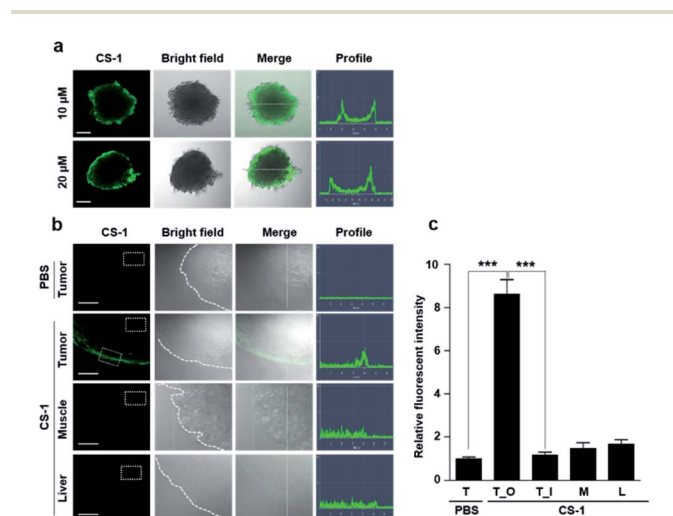 a
CS-1 Bright field Merge Profile
10 μM
20 μM
b
CS-1 Bright field Merge Profile
PBS
Tumor
CS-1
Tumor
Muscle
Liver
c
Relative fluorescent intensity
10
8
6
4
2
0
*** ***
T T_O T_I M L
PBS CS-1